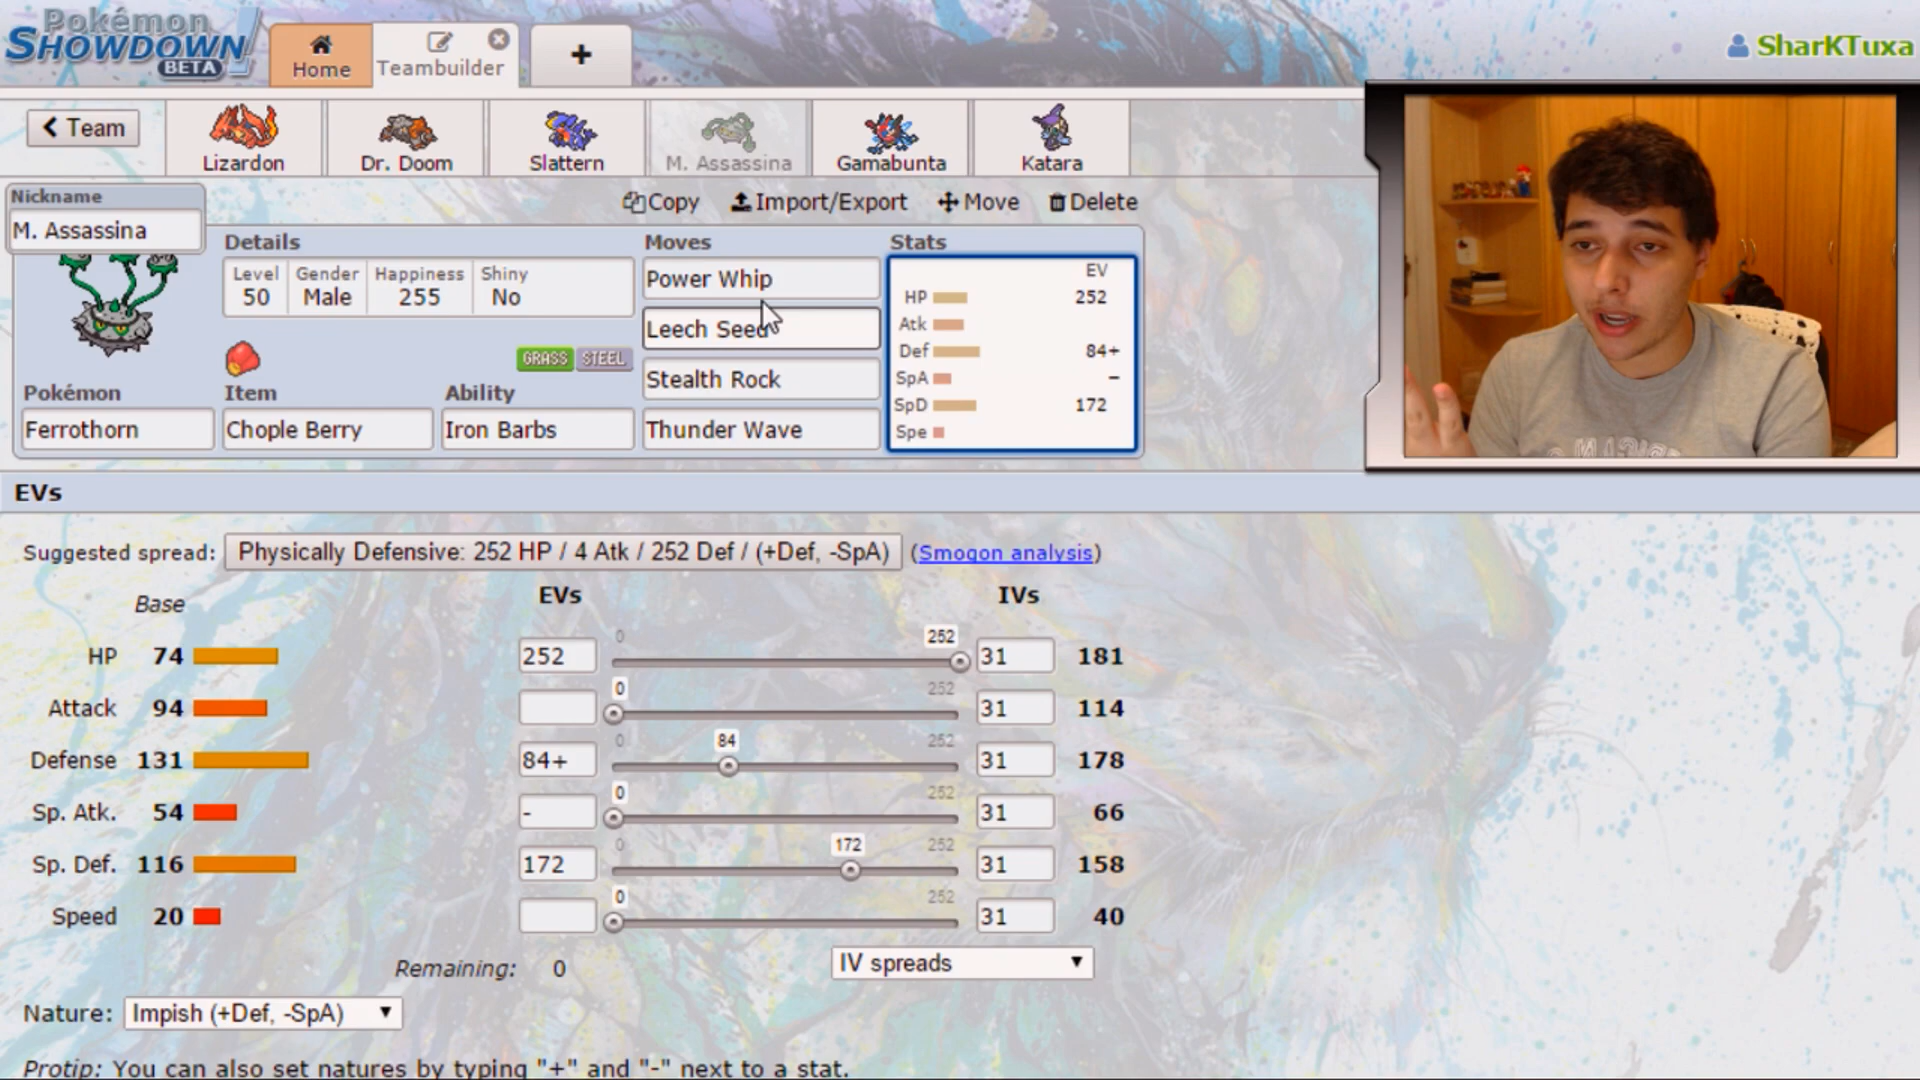 Pokémon
SHOWDOWN!
BETA
Home
Teambuilder
+
SharKTuxa
Team
Lizardon
Dr. Doom
Slattern
M. Assassina
Gamabunta
Katara
Nickname
M. Assassina
Copy
Import/Export
Move
Delete
Details
Moves
Stats
Level
Gender
Happiness
Shiny
50
Male
255
No
Power Whip
Leech Seed
Stealth Rock
Thunder Wave
EV
HP 252
Atk
Def 84+
SpA −
SpD 172
Spe
GRASS STEEL
Pokémon
Item
Ability
Ferrothorn
Chople Berry
Iron Barbs
EVs
Suggested spread: Physically Defensive: 252 HP / 4 Atk / 252 Def / (+Def, -SpA) (Smogon analysis)
Base
EVs
IVs
0 252
HP 74 252 31 181
0 252
Attack 94 31 114
0 84 252
Defense 131 84+ 31 178
0 252
Sp. Atk. 54 - 31 66
0 172 252
Sp. Def. 116 172 31 158
0 252
Speed 20 31 40
Remaining: 0
IV spreads
Nature: Impish (+Def, -SpA)
Protip: You can also set natures by typing "+" and "-" next to a stat.